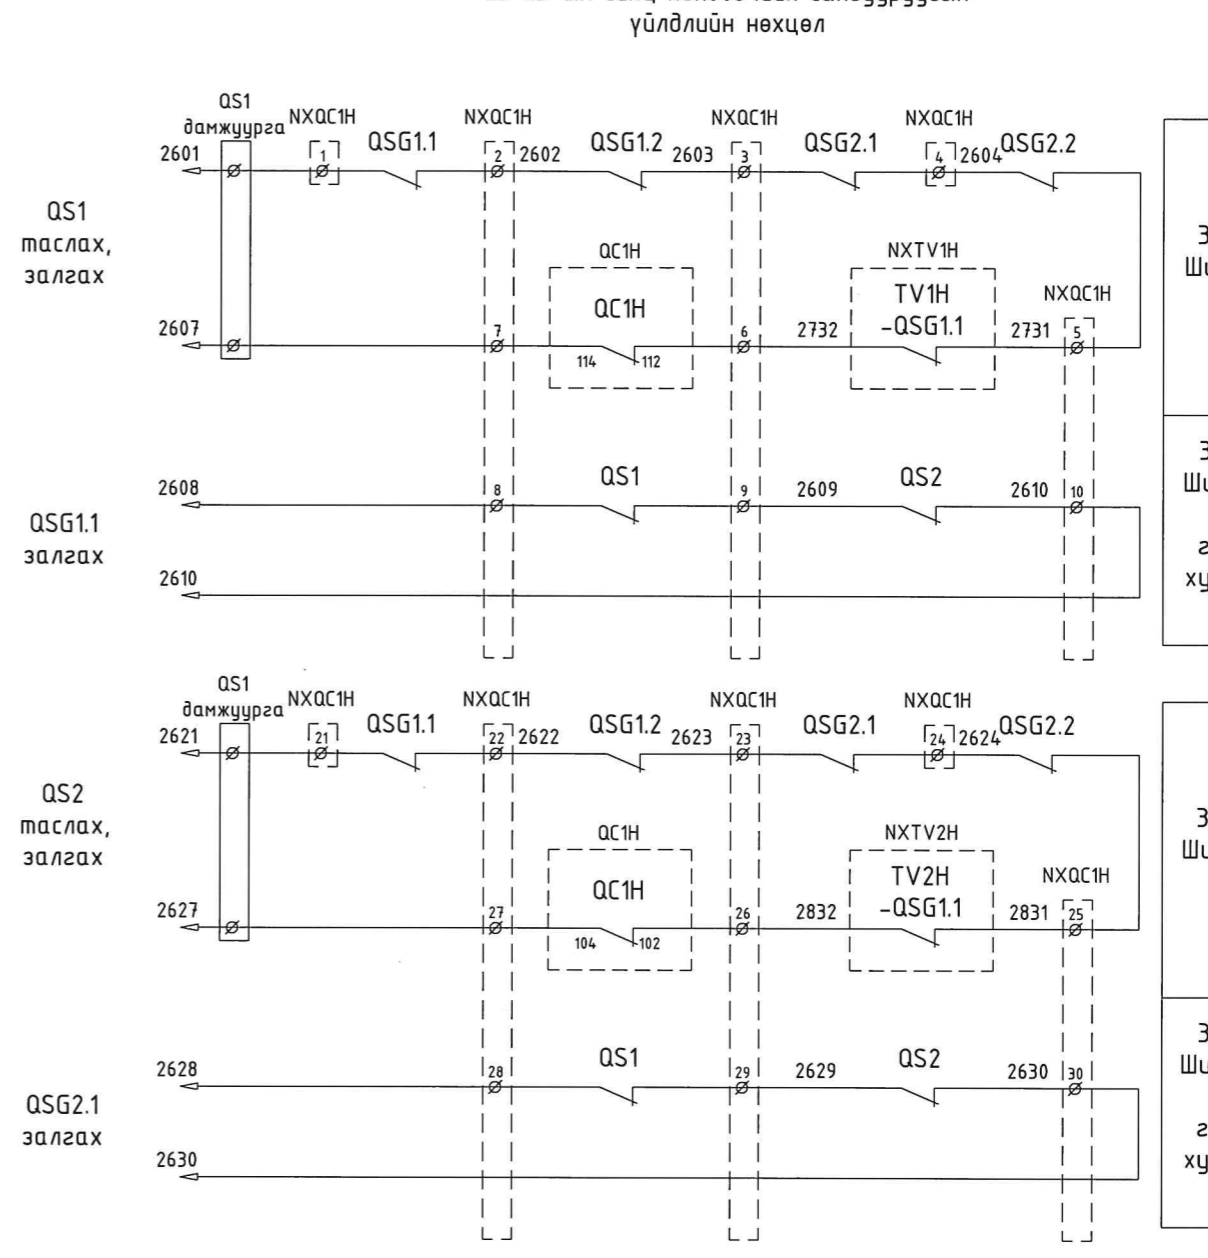 үйлдлийн нөхцөл
QS1
дамжуурга
NXQC1H
QSG1.1
NXQC1H
QSG1.2
NXQC1H
QSG2.1
NXQC1H
QSG2.2
2601
1
2
2602
2603
3
4
2604
QS1
таслах,
залгах
QC1H
QC1H
NXTV1H
TV1H
-QSG1.1
NXQC1H
2607
7
114
112
6
2732
2731
5
2608
8
QS1
9
2609
QS2
2610
10
QSG1.1
залгах
2610
QS1
дамжуурга
NXQC1H
QSG1.1
NXQC1H
QSG1.2
NXQC1H
QSG2.1
NXQC1H
QSG2.2
2621
21
22
2622
2623
23
24
2624
QS2
таслах,
залгах
QC1H
QC1H
NXTV2H
TV2H
-QSG1.1
NXQC1H
2627
27
104
102
26
2832
2831
25
2628
28
QS1
29
2629
QS2
2630
30
QSG2.1
залгах
2630